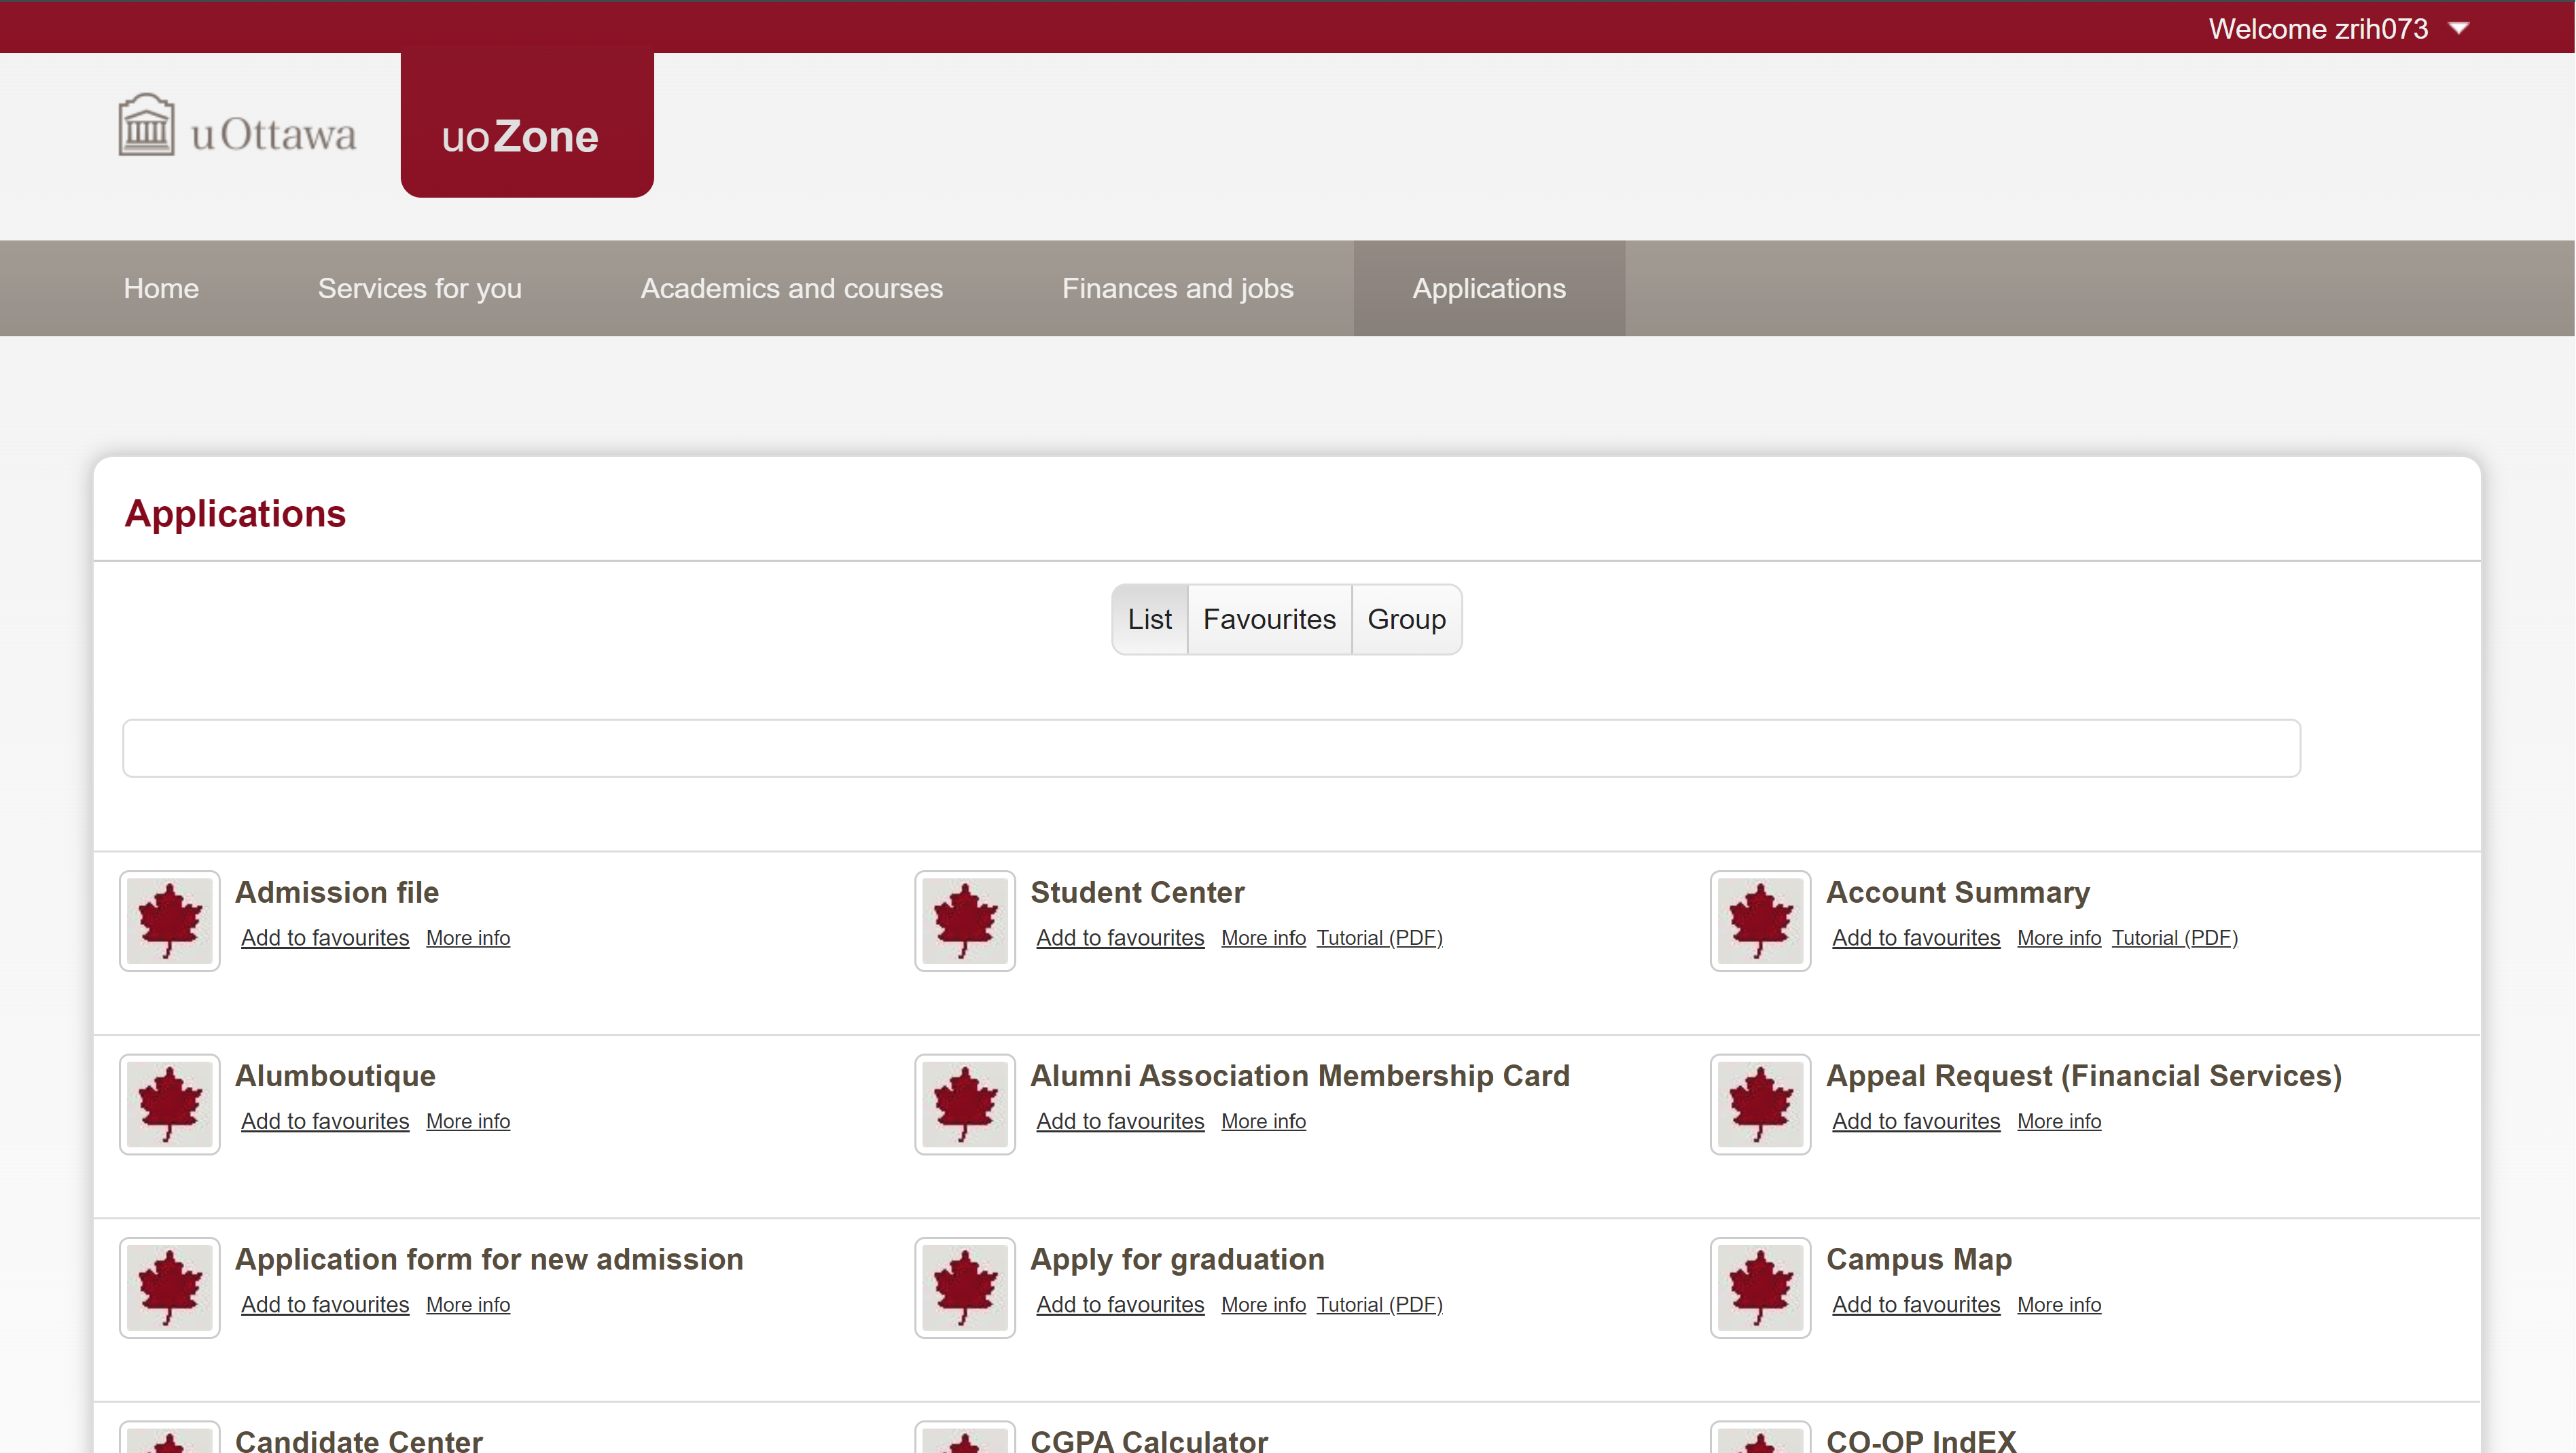 Welcome zrih073
uOttawa
uoZone
Home Services for you Academics and courses Finances and jobs Applications
Applications
List Favourites Group
Admission file
Add to favourites More info
Student Center
Add to favourites More info Tutorial (PDF)
Account Summary
Add to favourites More info Tutorial (PDF)
Alumboutique
Add to favourites More info
Alumni Association Membership Card
Add to favourites More info
Appeal Request (Financial Services)
Add to favourites More info
Application form for new admission
Add to favourites More info
Apply for graduation
Add to favourites More info Tutorial (PDF)
Campus Map
Add to favourites More info
Candidate Center
CGPA Calculator
CO-OP IndEX